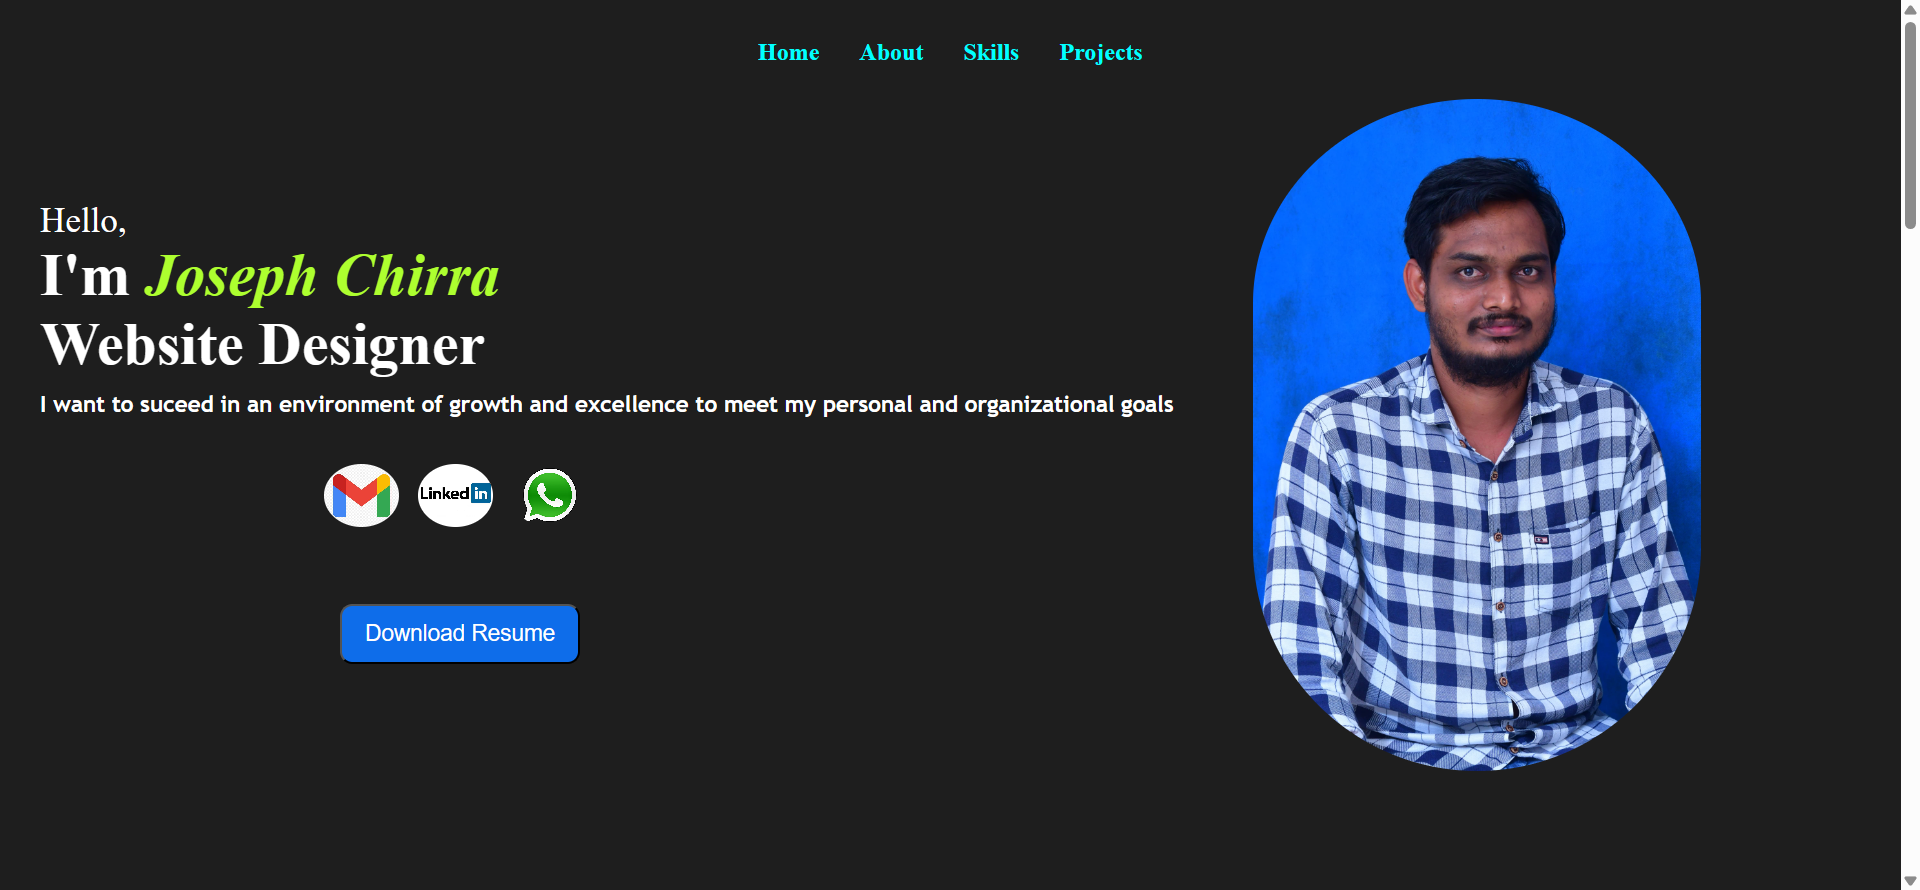 Home About Skills Projects
Hello,
I'm Joseph Chirra
Website Designer
I want to suceed in an environment of growth and excellence to meet my personal and organizational goals
Linked in
Download Resume